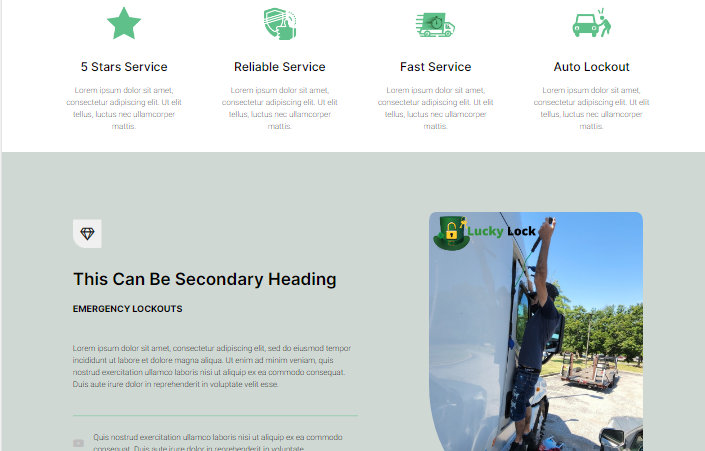 5 Stars Service
Lorem ipsum dolor sit amet,
consectetur adipiscing elit. Ut elit
tellus, luctus nec ullamcorper
mattis.
Reliable Service
Lorem ipsum dolor sit amet,
consectetur adipiscing elit. Ut elit
tellus, luctus nec ullamcorper
mattis.
Fast Service
Lorem ipsum dolor sit amet,
consectetur adipiscing elit. Ut elit
tellus, luctus nec ullamcorper
mattis.
Auto Lockout
Lorem ipsum dolor sit amet,
consectetur adipiscing elit. Ut elit
tellus, luctus nec ullamcorper
mattis.
This Can Be Secondary Heading
EMERGENCY LOCKOUTS
Lorem ipsum dolor sit amet, consectetur adipiscing elit, sed do eiusmod tempor
incididunt ut labore et dolore magna aliqua. Ut enim ad minim veniam, quis
nostrud exercitation ullamco laboris nisi ut aliquip ex ea commodo consequat.
Duis aute irure dolor in reprehenderit in voluptate velit esse.
Quis nostrud exercitation ullamco laboris nisi ut aliquip ex ea commodo
consequat. Duis aute irure dolor in reprehenderit in voluptate
Lucky Lock